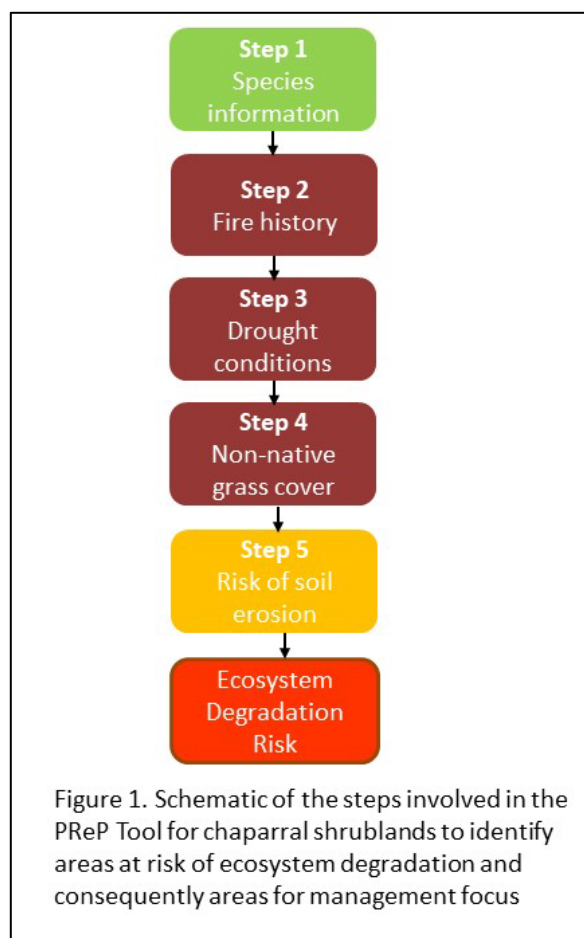 Step 1
Species
information
Step 2
Fire history
Step 3
Drought
conditions
Step 4
Non-native
grass cover
Step 5
Risk of soil
erosion
Ecosystem
Degradation
Risk
Figure 1. Schematic of the steps involved in the
PReP Tool for chaparral shrublands to identify
areas at risk of ecosystem degradation and
consequently areas for management focus